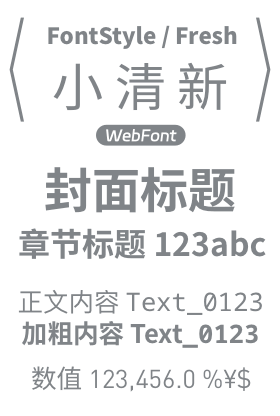 FontStyle / Fresh
小清新
WebFont
封面标题
章节标题 123abc
正文内容 Text_0123
加粗内容 Text_0123
数值 123,456.0 %¥$